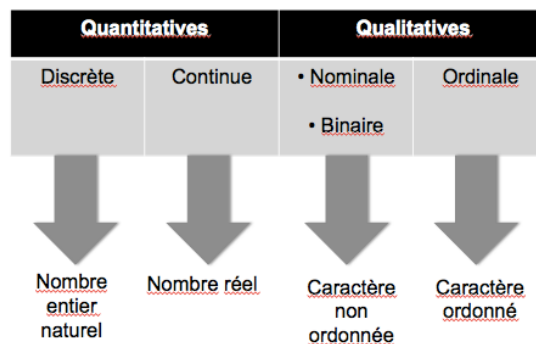 Quantitatives Qualitatives
Discrète Continue • Nominale Ordinale
• Binaire
Nombre
entier
naturel
Nombre réel
Caractère
non
ordonnée
Caractère
ordonné